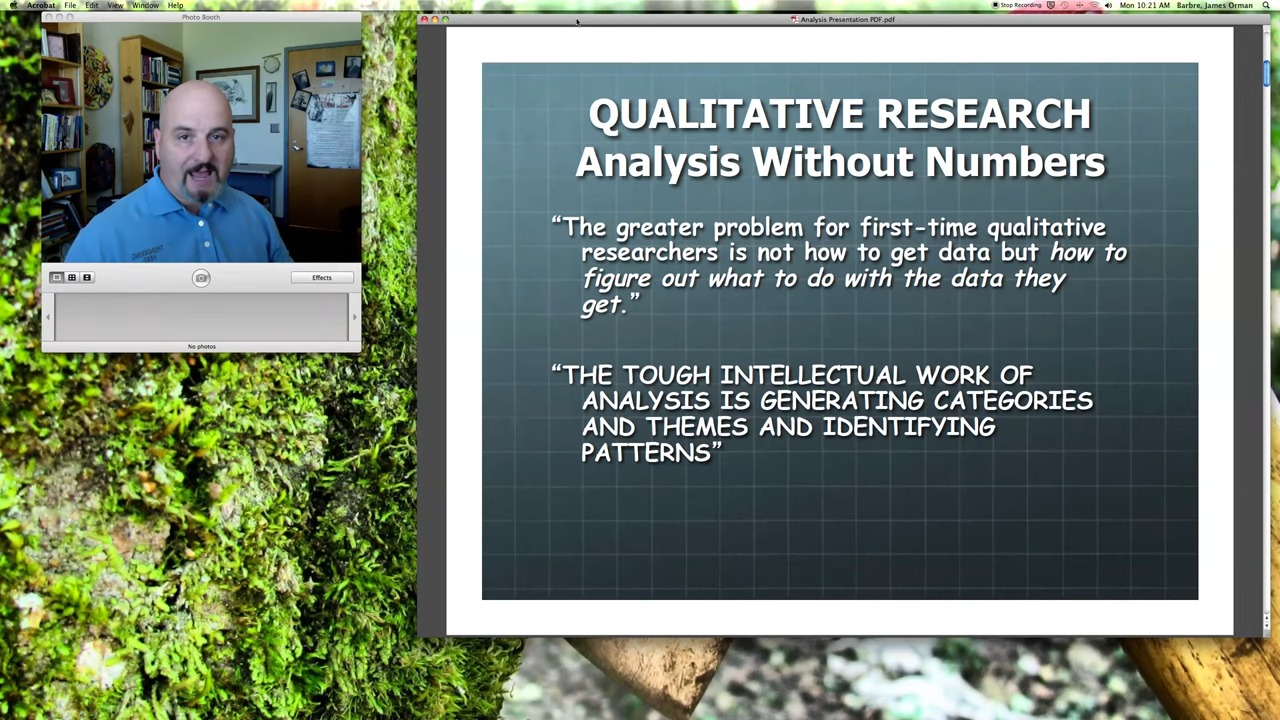 Acrobat File Edit View Window Help
Stop Recording Mon 10:21 AM Barbre, James Orman
Photo Booth
Analysis Presentation PDF.pdf
QUALITATIVE RESEARCH
Analysis Without Numbers
“The greater problem for first-time qualitative
researchers is not how to get data but how to
figure out what to do with the data they
get.”
“THE TOUGH INTELLECTUAL WORK OF
ANALYSIS IS GENERATING CATEGORIES
AND THEMES AND IDENTIFYING
PATTERNS”
Effects
No photos